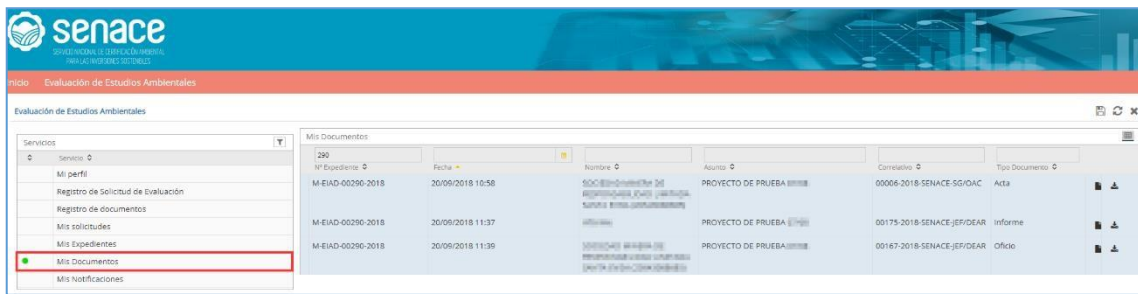 senace
SERVICIO NACIONAL DE CERTIFICACIÓN AMBIENTAL
PARA LAS INVERSIONES SOSTENIBLES
Inicio Evaluación de Estudios Ambientales
Evaluación de Estudios Ambientales
Servicios
Servicio
Mi perfil
Registro de Solicitud de Evaluación
Registro de documentos
Mis solicitudes
Mis Expedientes
Mis Documentos
Mis Notificaciones
Mis Documentos
290
Nº Expediente Fecha Nombre Asunto Correlativo Tipo Documento
M-EIAD-00290-2018 20/09/2018 10:58 PROYECTO DE PRUEBA 00006-2018-SENACE-SG/OAC Acta
M-EIAD-00290-2018 20/09/2018 11:37 PROYECTO DE PRUEBA 00175-2018-SENACE-JEF/DEAR Informe
M-EIAD-00290-2018 20/09/2018 11:39 PROYECTO DE PRUEBA 00167-2018-SENACE-JEF/DEAR Oficio